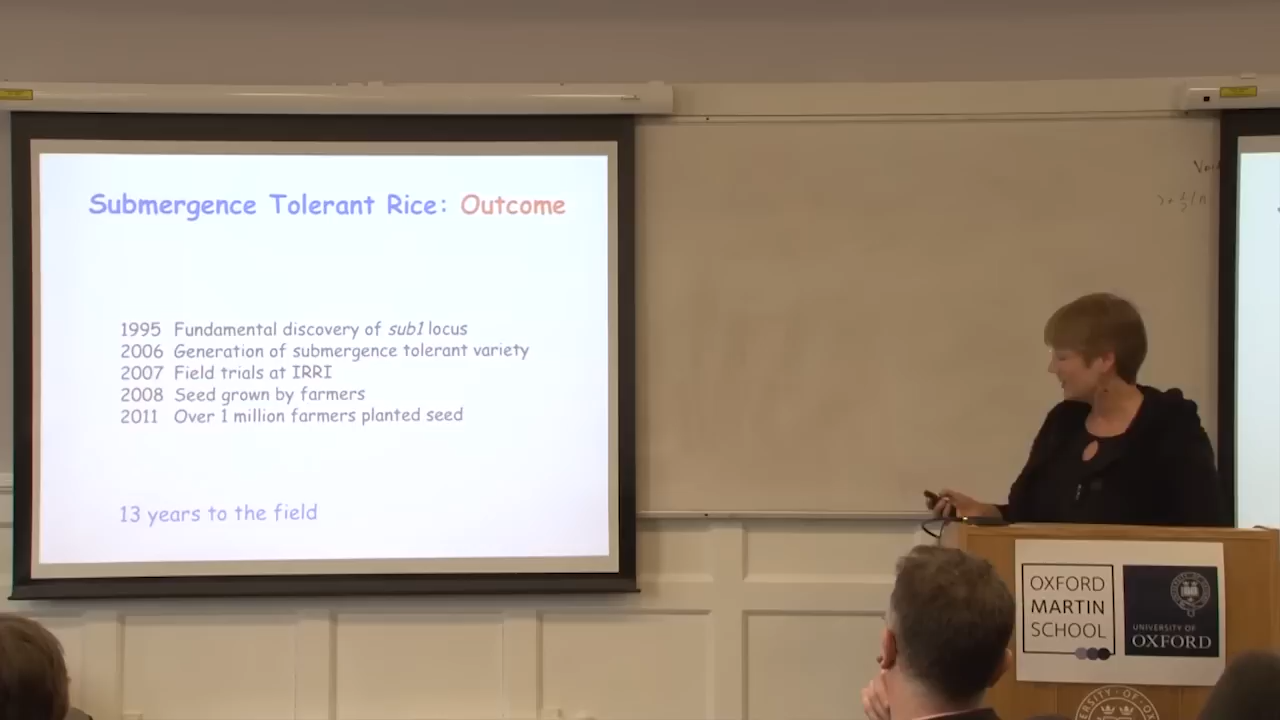 Submergence Tolerant Rice: Outcome
1995 Fundamental discovery of sub1 locus
2006 Generation of submergence tolerant variety
2007 Field trials at IRRI
2008 Seed grown by farmers
2011 Over 1 million farmers planted seed
13 years to the field
OXFORD
MARTIN
SCHOOL
UNIVERSITY OF
OXFORD